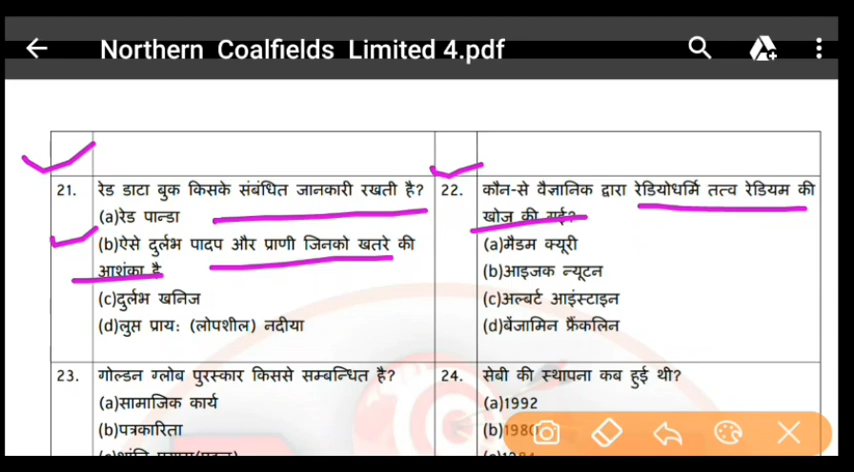 Northern Coalfields Limited 4.pdf
21. रेड डाटा बुक किसके संबंधित जानकारी रखती है?
(a)रेड पान्डा
(b)ऐसे दुर्लभ पादप और प्राणी जिनको खतरे की
आशंका है
(c)दुर्लभ खनिज
(d)लुप्त प्राय: (लोपशील) नदीया
22. कौन-से वैज्ञानिक द्वारा रेडियोधर्मि तत्व रेडियम की
खोज की गई?
(a)मैडम क्यूरी
(b)आइजक न्यूटन
(c)अल्बर्ट आइंस्टाइन
(d)बेंजामिन फ्रैंकलिन
23. गोल्डन ग्लोब पुरस्कार किससे सम्बन्धित है?
(a)सामाजिक कार्य
(b)पत्रकारिता
24. सेबी की स्थापना कब हुई थी?
(a)1992
(b)1980